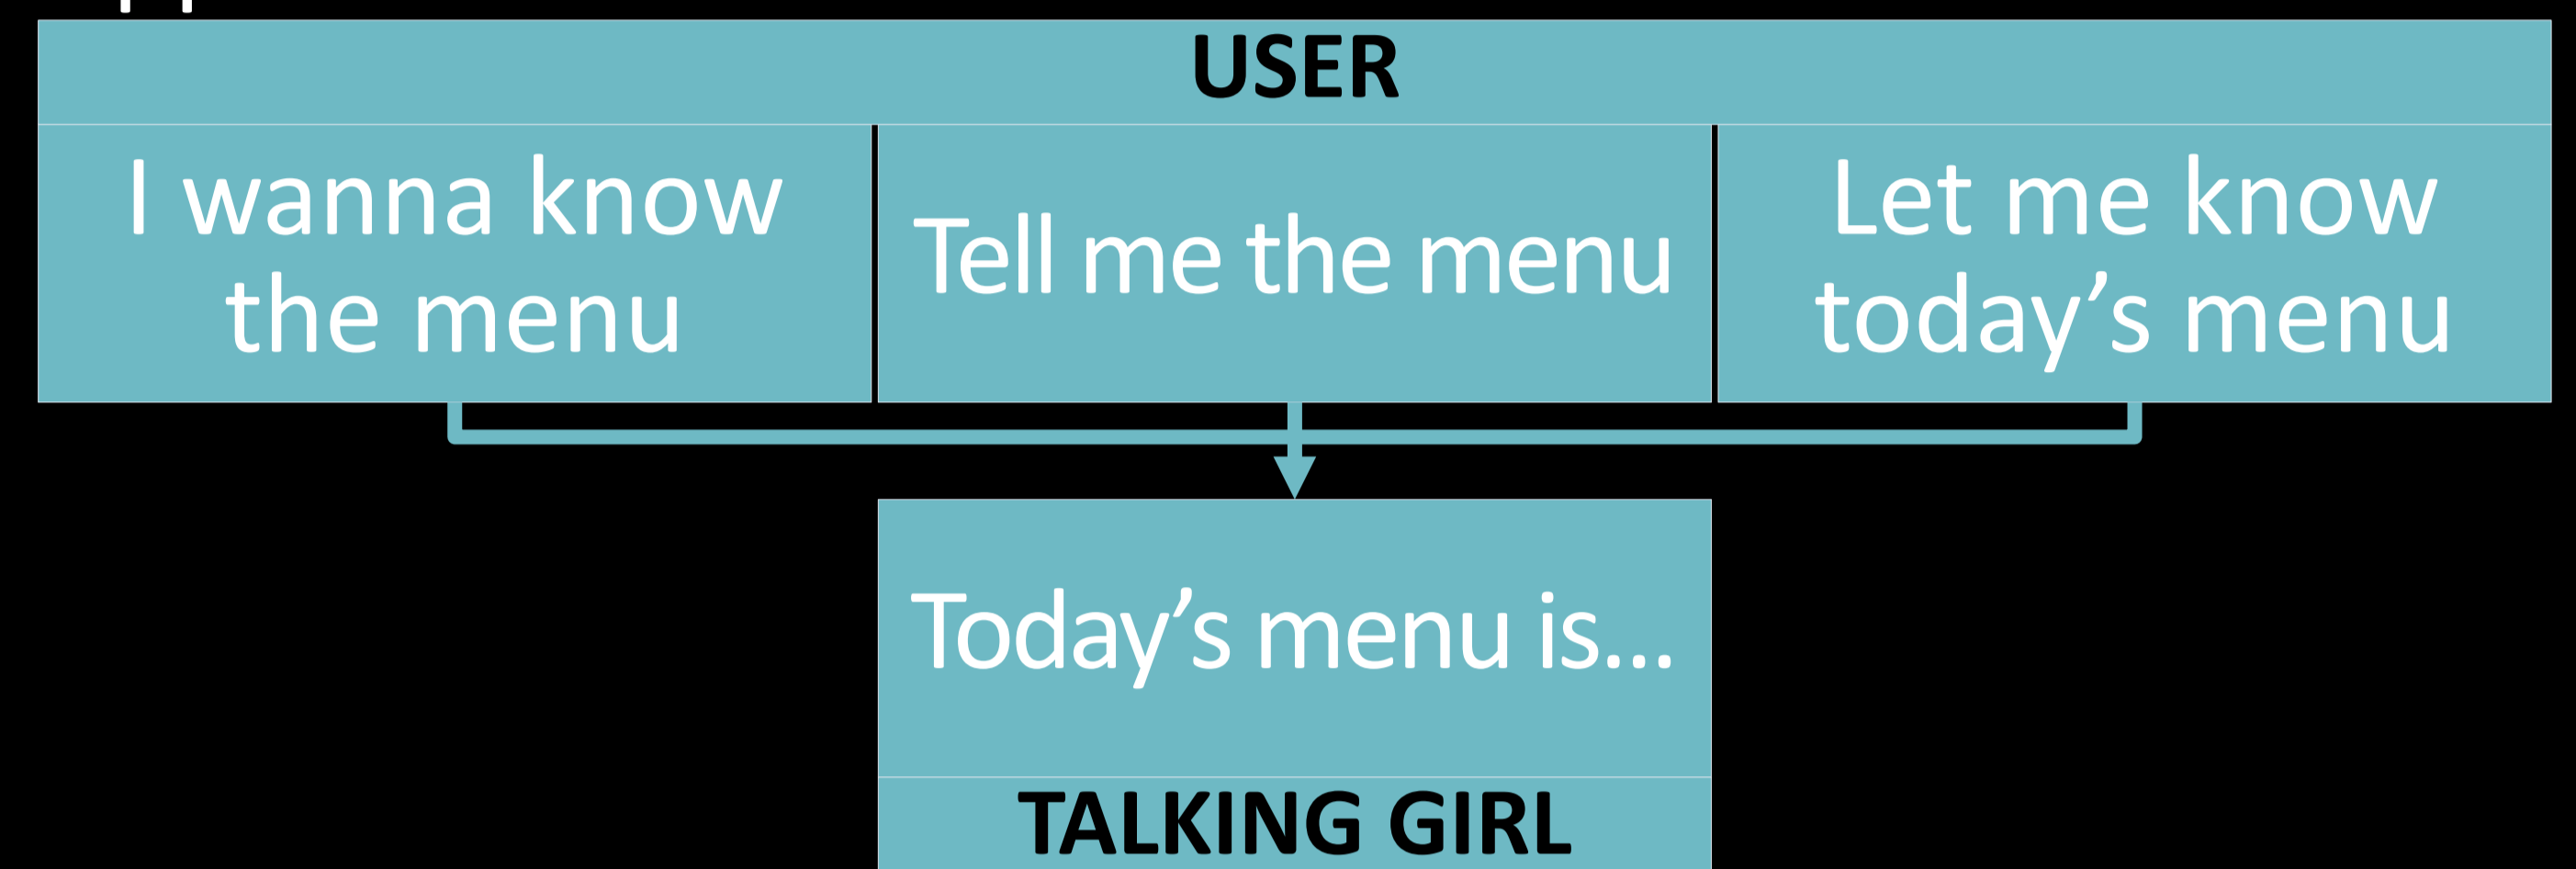 USER
I wanna know
the menu
Tell me the menu
Let me know
today’s menu
Today’s menu is...
TALKING GIRL